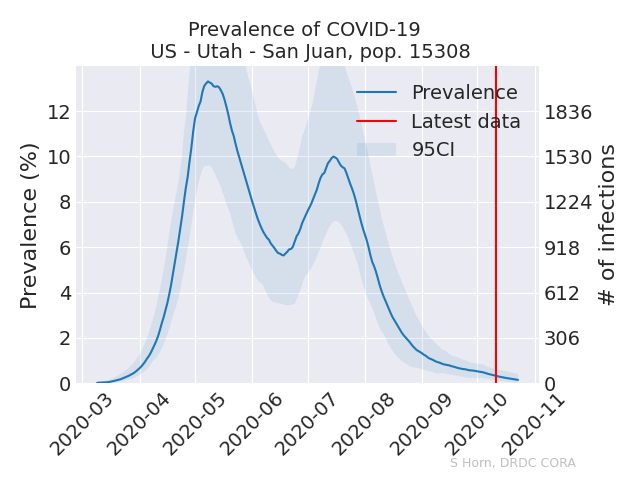 Prevalence of COVID-19
US - Utah - San Juan, pop. 15308
Prevalence
Latest data
95CI
Prevalence (%)
12
10
8
6
4
2
0
1836
1530
1224
918
612
306
0
# of infections
2020-03
2020-04
2020-05
2020-06
2020-07
2020-08
2020-09
2020-10
2020-11
S Horn, DRDC CORA